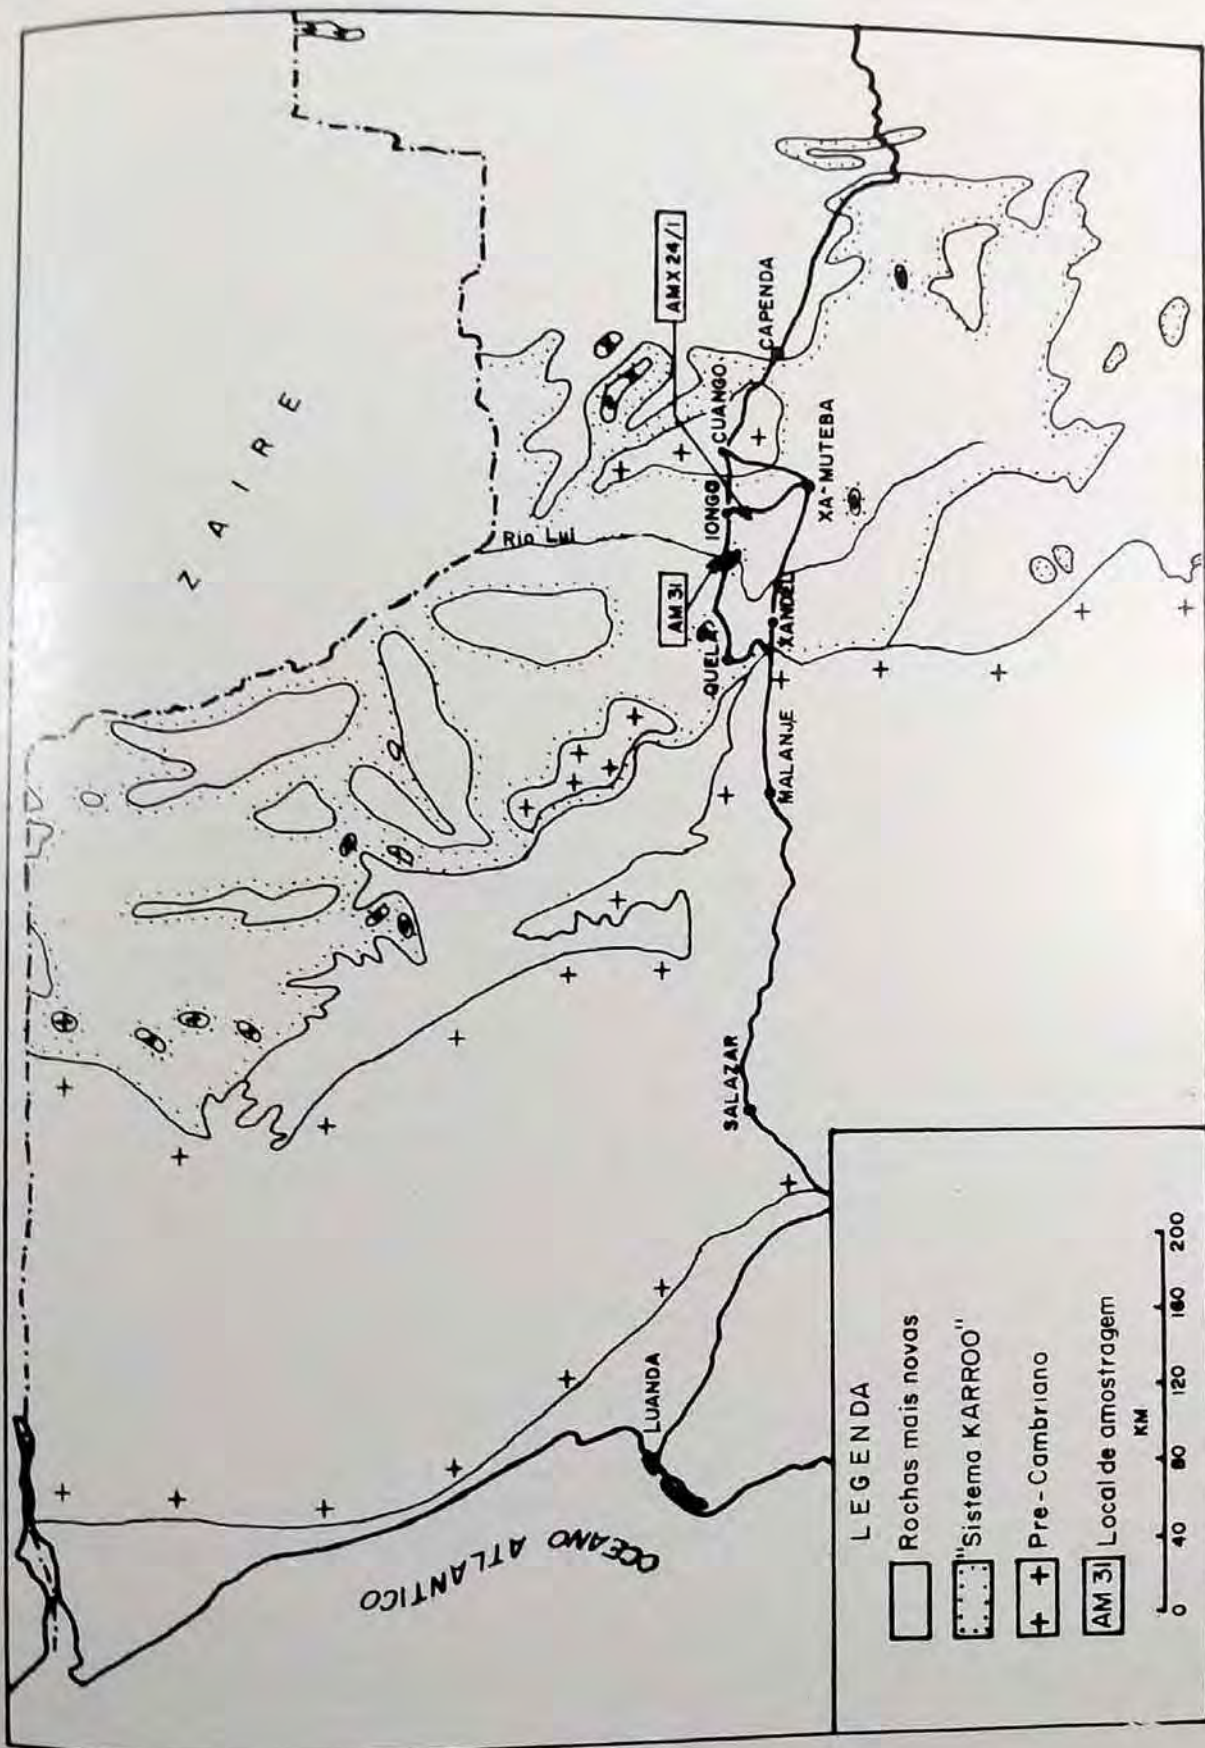 ZAIRE
AMX 24/1
Rio Lui
AM 31
IONGO
CUANGO
CAPENDA
QUELA
XANDEL
XA-MUTEBA
MALANJE
SALAZAR
LUANDA
OCEANO ATLANTICO
LEGENDA
Rochas mais novas
"Sistema KARROO"
Pre-Cambriano
AM 31 Local de amostragem
KM
0 40 80 120 160 200